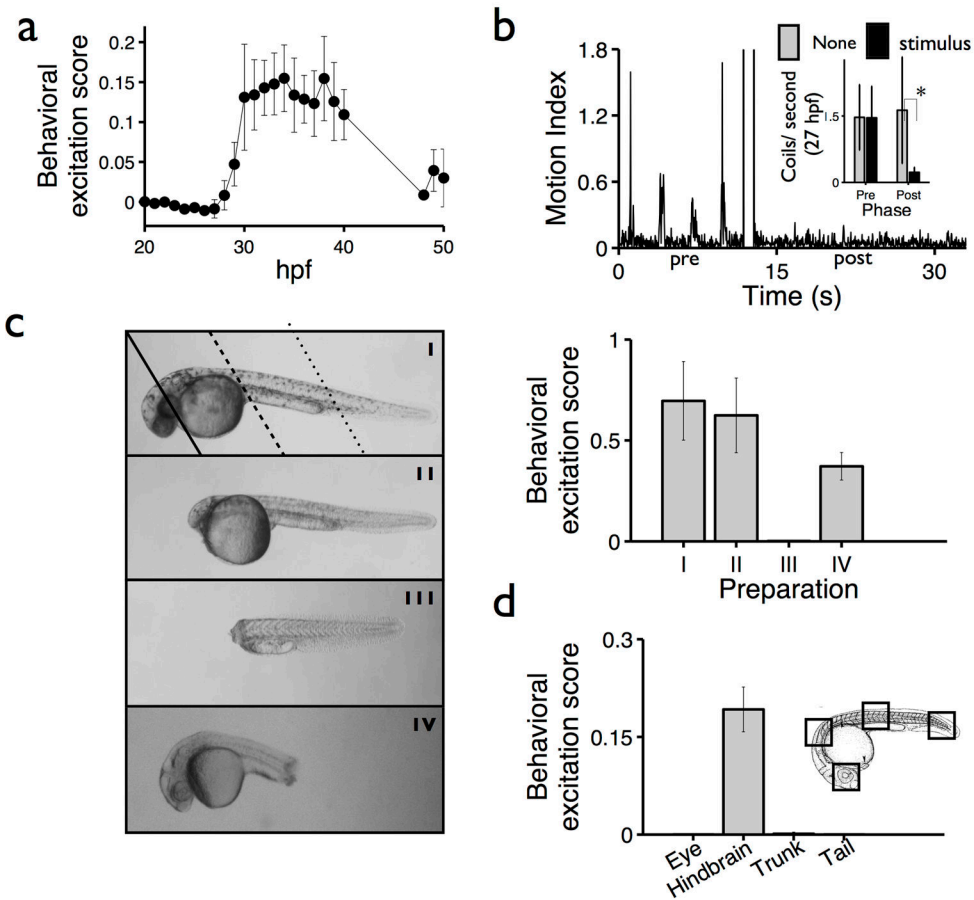 a
Behavioral
excitation score
0.2
0.15
0.1
0.05
0
20
30
40
50
hpf
b
None
stimulus
Motion Index
1.8
1.2
0.6
0
0
15
30
pre
post
Time (s)
Coils/ second
(27 hpf)
1.5
0
*
Pre
Post
Phase
c
I
II
III
IV
Behavioral
excitation score
1
0.5
0
I
II
III
IV
Preparation
d
Behavioral
excitation score
0.3
0.15
0
Eye
Hindbrain
Trunk
Tail